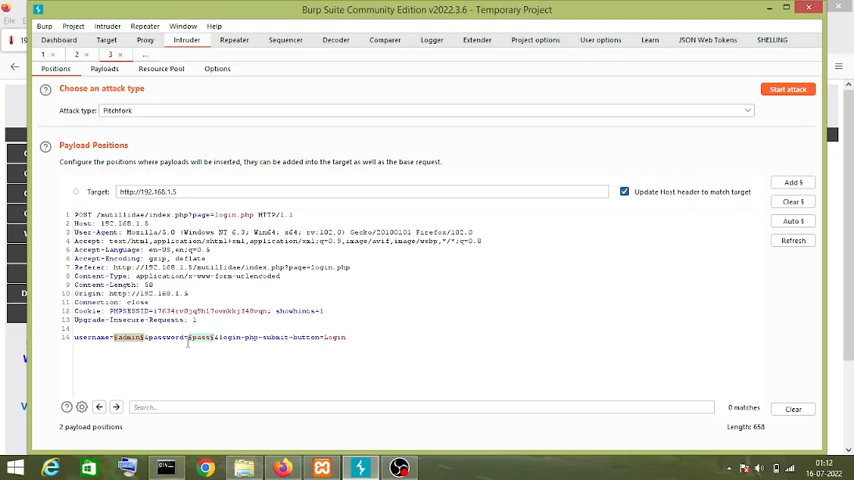 Burp Suite Community Edition v2022.3.6 - Temporary Project
Burp Project Intruder Repeater Window Help
Dashboard Target Proxy Intruder Repeater Sequencer Decoder Comparer Logger Extender Project options User options Learn JSON Web Tokens SHELLING
1 × 2 × 3 × ...
Positions Payloads Resource Pool Options
Choose an attack type
Start attack
Attack type: Pitchfork
Payload Positions
Configure the positions where payloads will be inserted, they can be added into the target as well as the base request.
Target: http://192.168.1.5
Update Host header to match target
Add §
Clear §
Auto §
Refresh
1 POST /mutillidae/index.php?page=login.php HTTP/1.1
2 Host: 192.168.1.5
3 User-Agent: Mozilla/5.0 (Windows NT 6.3; Win64; x64; rv:102.0) Gecko/20100101 Firefox/102.0
4 Accept: text/html,application/xhtml+xml,application/xml;q=0.9,image/avif,image/webp,*/*;q=0.8
5 Accept-Language: en-US,en;q=0.5
6 Accept-Encoding: gzip, deflate
7 Referer: http://192.168.1.5/mutillidae/index.php?page=login.php
8 Content-Type: application/x-www-form-urlencoded
9 Content-Length: 58
10 Origin: http://192.168.1.5
11 Connection: close
12 Cookie: showhints=1
13 Upgrade-Insecure-Requests: 1
14
15 username=§admin§&password=§pass§&login-php-submit-button=Login
Search...
0 matches
Clear
2 payload positions
Length: 658
01:12
16-07-2022